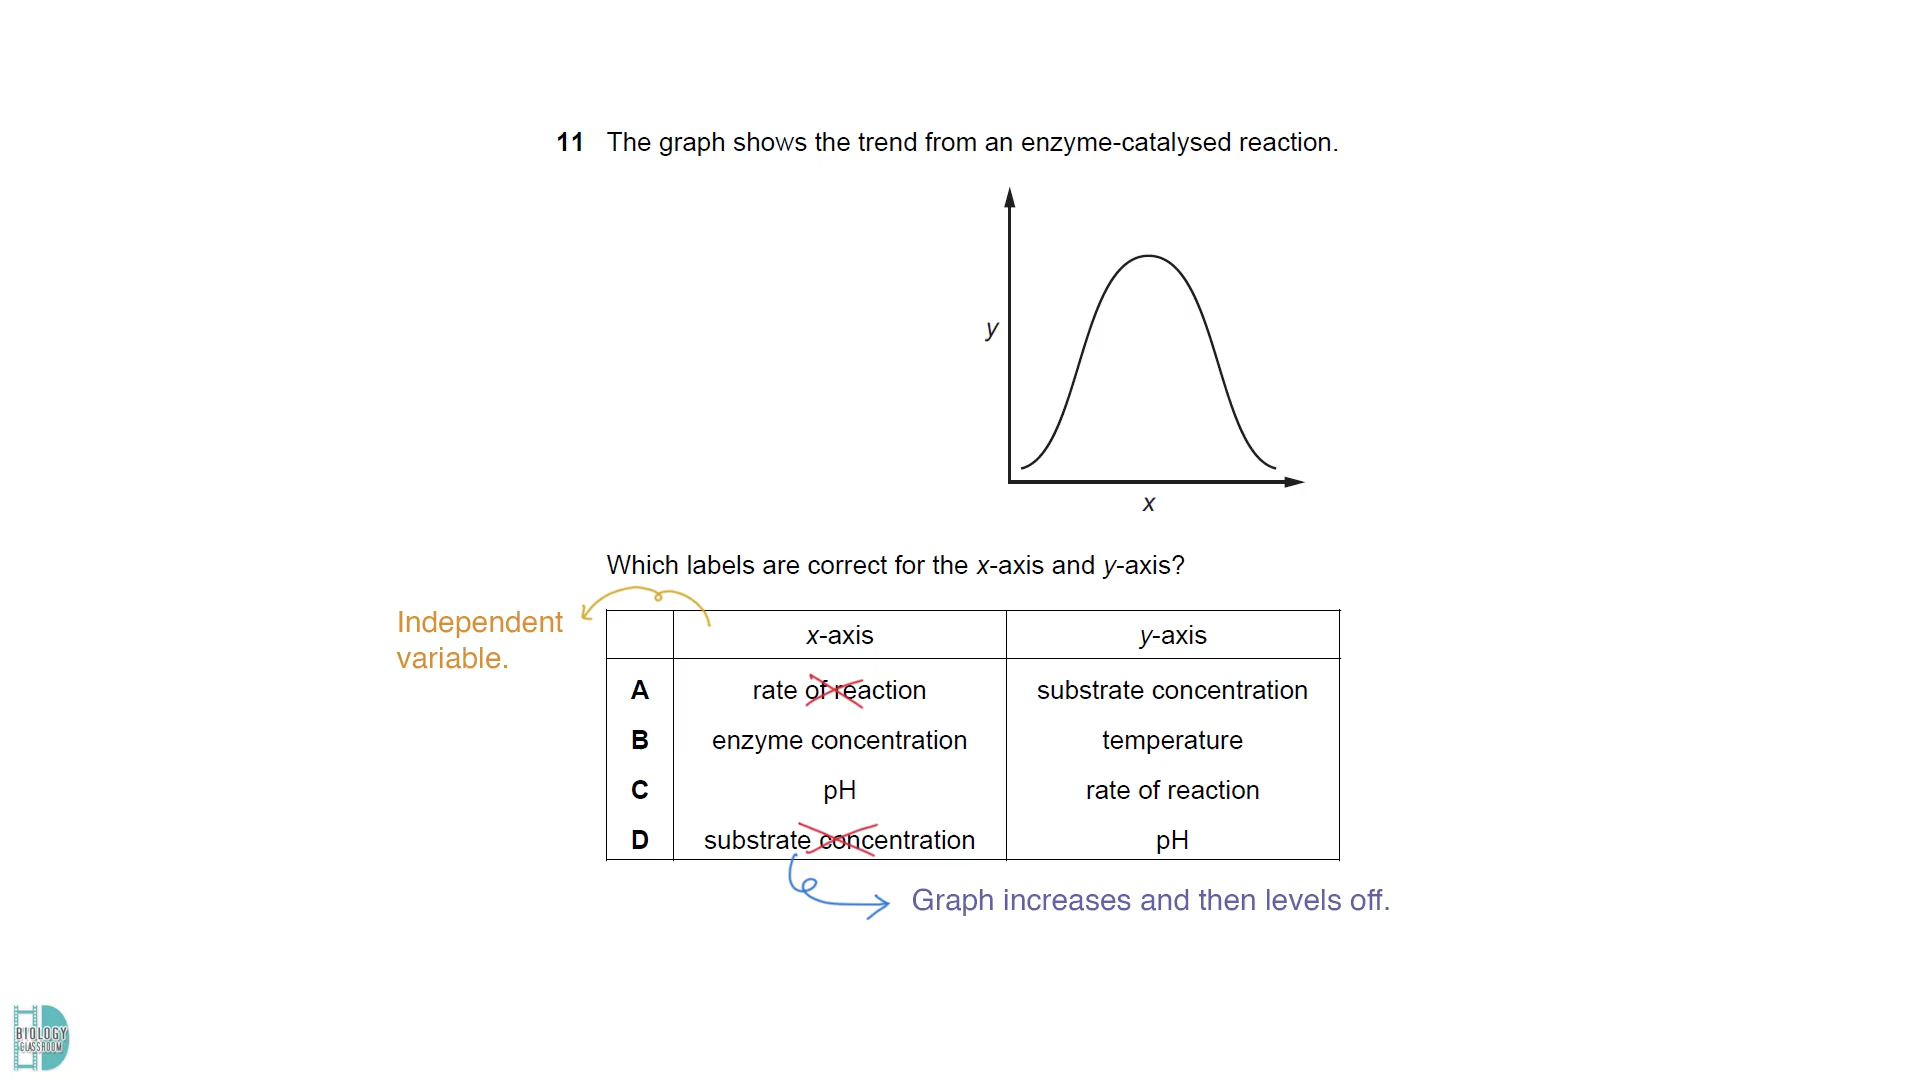 11 The graph shows the trend from an enzyme-catalysed reaction.
y
x
Which labels are correct for the x-axis and y-axis?
Independent
variable.
x-axis y-axis
A rate of reaction substrate concentration
B enzyme concentration temperature
C pH rate of reaction
D substrate concentration pH
Graph increases and then levels off.
BIOLOGY
CLASSROOM